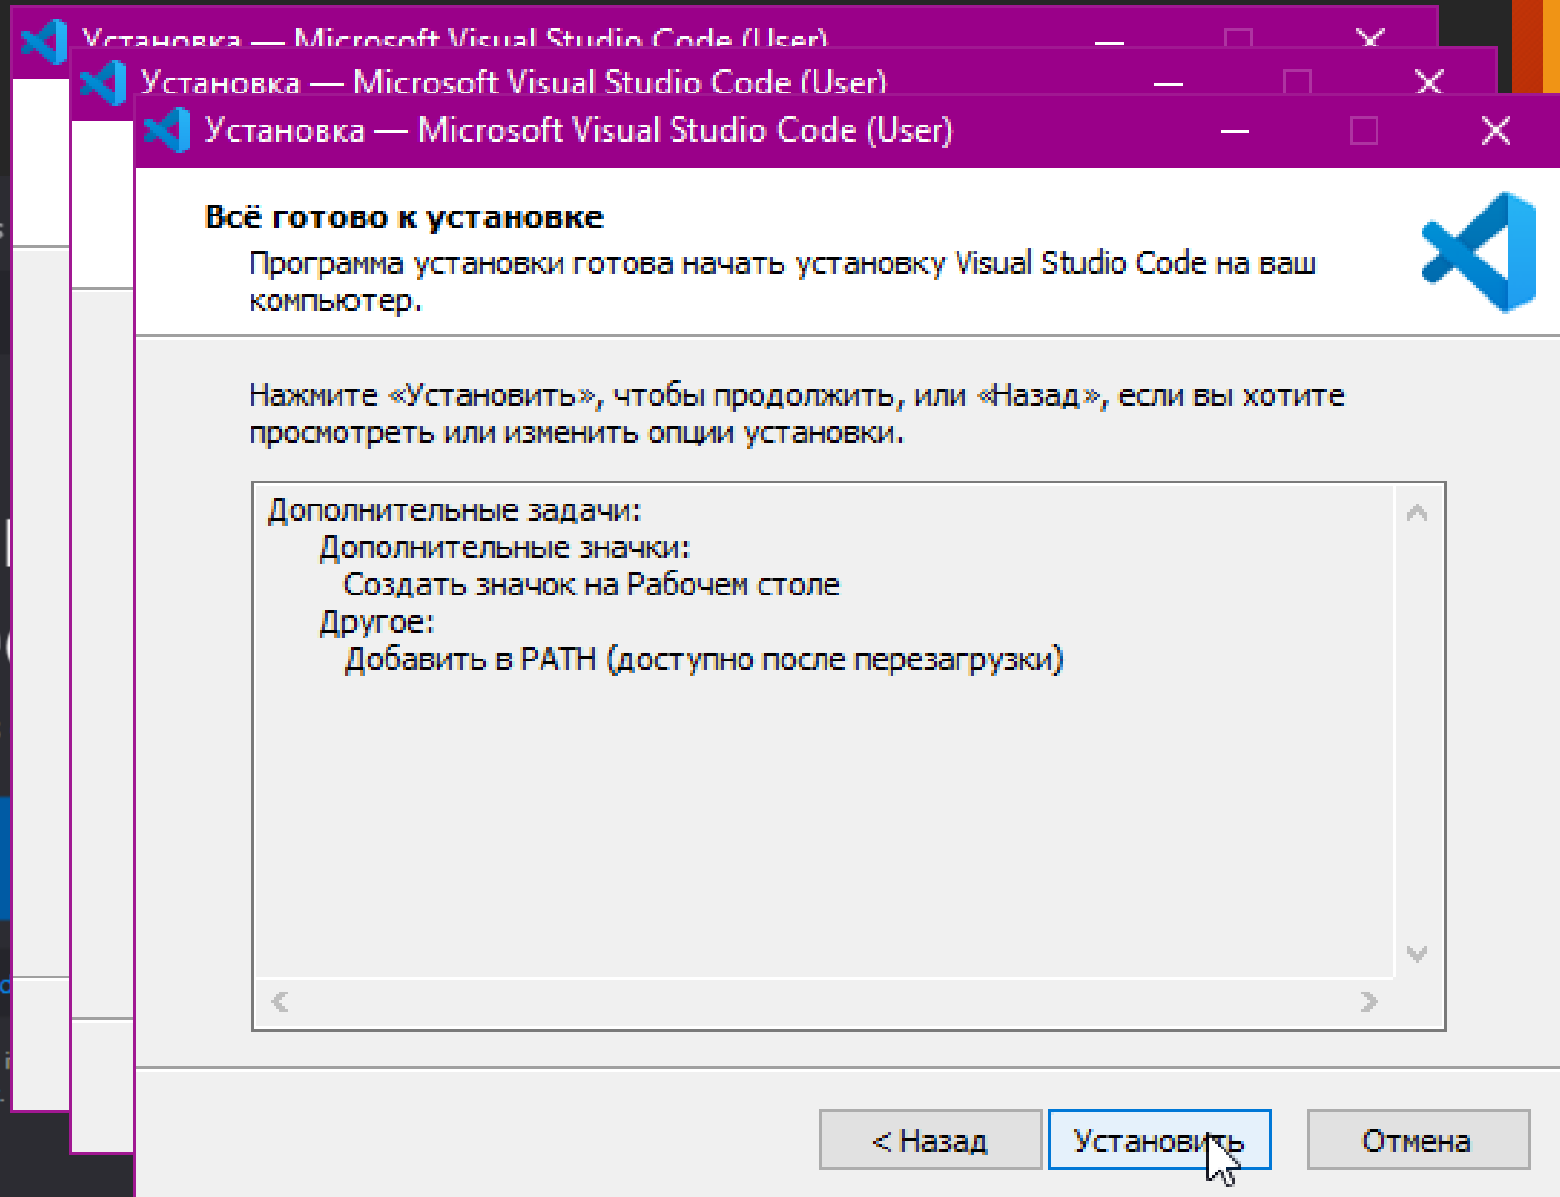 Установка — Microsoft Visual Studio Code (User)
Установка — Microsoft Visual Studio Code (User)
Установка — Microsoft Visual Studio Code (User)
Всё готово к установке
Программа установки готова начать установку Visual Studio Code на ваш
компьютер.
Нажмите «Установить», чтобы продолжить, или «Назад», если вы хотите
просмотреть или изменить опции установки.
Дополнительные задачи:
Дополнительные значки:
Создать значок на Рабочем столе
Другое:
Добавить в PATH (доступно после перезагрузки)
< Назад
Установить
Отмена